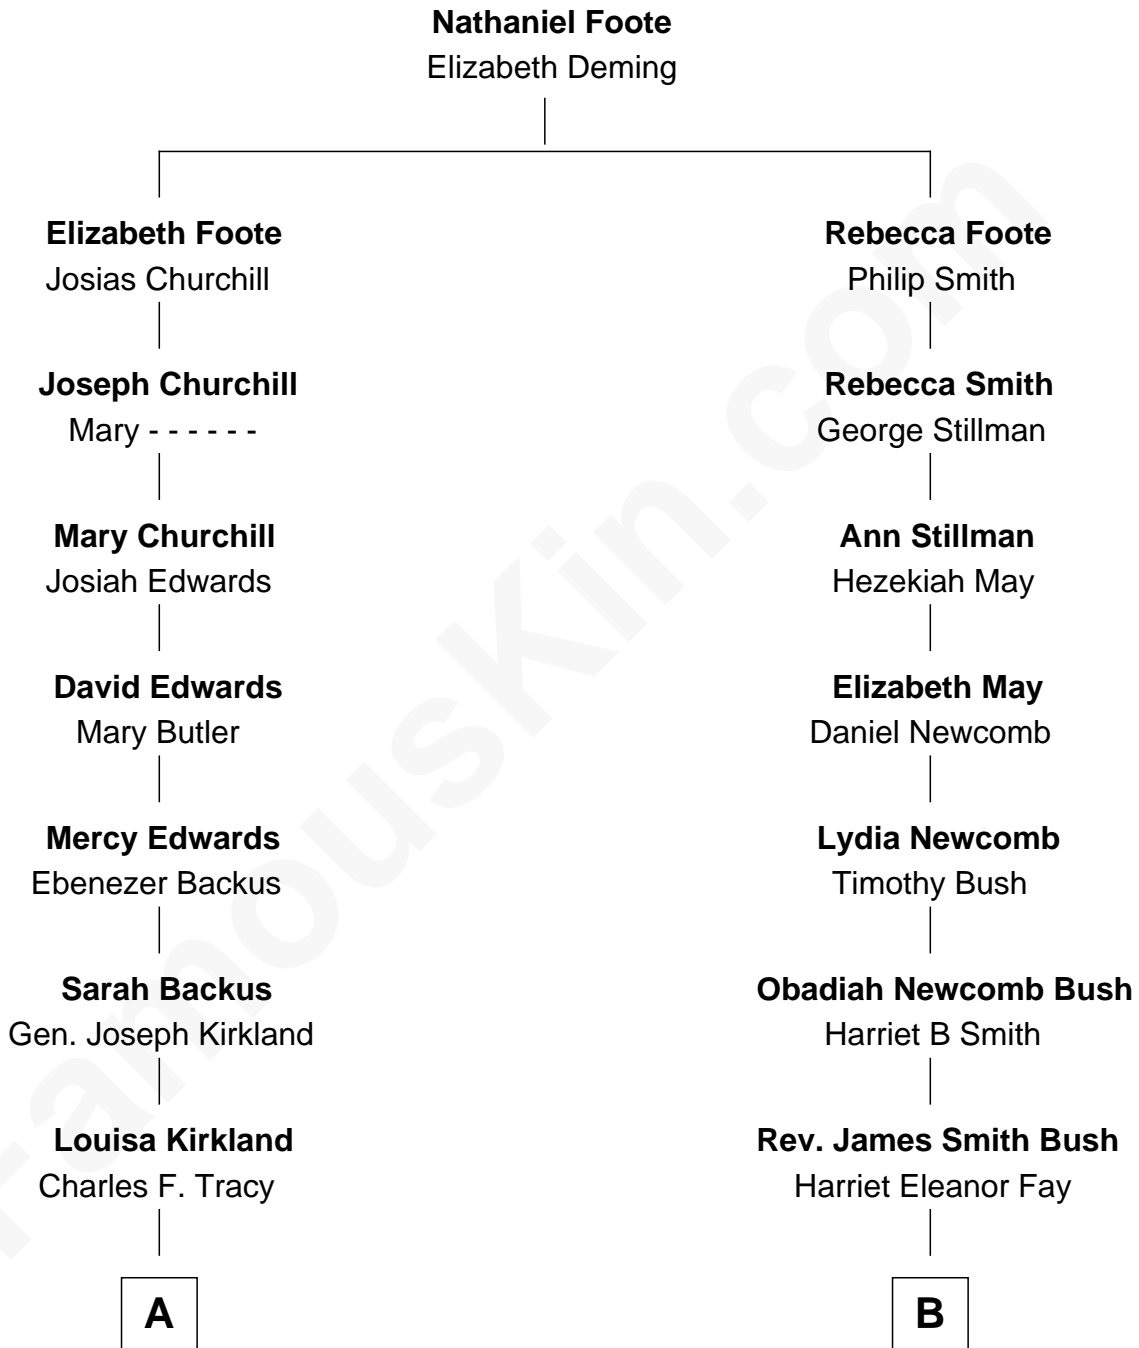 Nathaniel Foote
Elizabeth Deming
Elizabeth Foote
Josias Churchill
Rebecca Foote
Philip Smith
Joseph Churchill
Mary - - - - - -
Rebecca Smith
George Stillman
Mary Churchill
Josiah Edwards
Ann Stillman
Hezekiah May
David Edwards
Mary Butler
Elizabeth May
Daniel Newcomb
Mercy Edwards
Ebenezer Backus
Lydia Newcomb
Timothy Bush
Sarah Backus
Gen. Joseph Kirkland
Obadiah Newcomb Bush
Harriet B Smith
Louisa Kirkland
Charles F. Tracy
Rev. James Smith Bush
Harriet Eleanor Fay
A
B
FamousKin.com